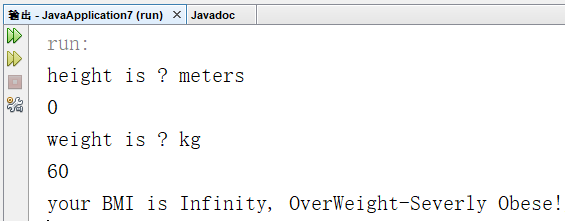 输出 - JavaApplication7 (run) × Javadoc
run:
height is ? meters
0
weight is ? kg
60
your BMI is Infinity, OverWeight-Severly Obese!